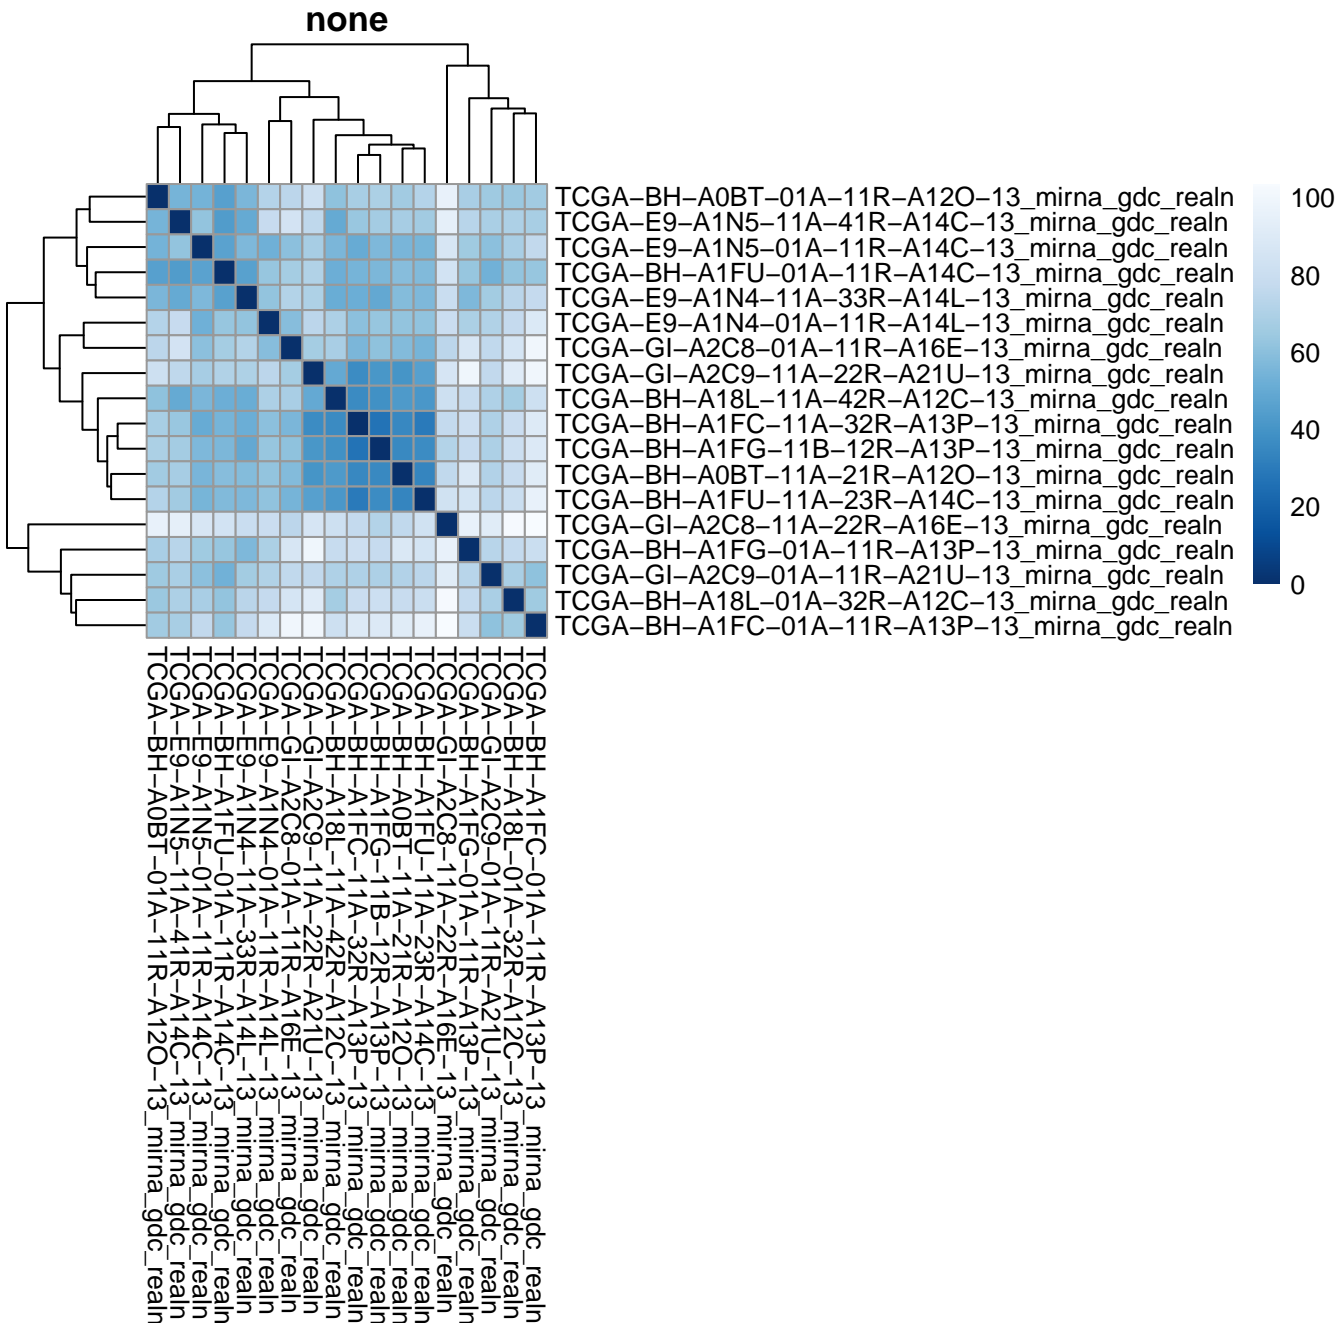 none
TCGA−BH−A0BT−01A−11R−A12O−13_mirna_gdc_realn
TCGA−E9−A1N5−11A−41R−A14C−13_mirna_gdc_realn
TCGA−E9−A1N5−01A−11R−A14C−13_mirna_gdc_realn
TCGA−BH−A1FU−01A−11R−A14C−13_mirna_gdc_realn
TCGA−E9−A1N4−11A−33R−A14L−13_mirna_gdc_realn
TCGA−E9−A1N4−01A−11R−A14L−13_mirna_gdc_realn
TCGA−GI−A2C8−01A−11R−A16E−13_mirna_gdc_realn
TCGA−GI−A2C9−11A−22R−A21U−13_mirna_gdc_realn
TCGA−BH−A18L−11A−42R−A12C−13_mirna_gdc_realn
TCGA−BH−A1FC−11A−32R−A13P−13_mirna_gdc_realn
TCGA−BH−A1FG−11B−12R−A13P−13_mirna_gdc_realn
TCGA−BH−A0BT−11A−21R−A12O−13_mirna_gdc_realn
TCGA−BH−A1FU−11A−23R−A14C−13_mirna_gdc_realn
TCGA−GI−A2C8−11A−22R−A16E−13_mirna_gdc_realn
TCGA−BH−A1FG−01A−11R−A13P−13_mirna_gdc_realn
TCGA−GI−A2C9−01A−11R−A21U−13_mirna_gdc_realn
TCGA−BH−A18L−01A−32R−A12C−13_mirna_gdc_realn
TCGA−BH−A1FC−01A−11R−A13P−13_mirna_gdc_realn
100
80
60
40
20
0
TCGA−BH−A0BT−01A−11R−A12O−13_mirna_gdc_realn
TCGA−E9−A1N5−11A−41R−A14C−13_mirna_gdc_realn
TCGA−E9−A1N5−01A−11R−A14C−13_mirna_gdc_realn
TCGA−BH−A1FU−01A−11R−A14C−13_mirna_gdc_realn
TCGA−E9−A1N4−11A−33R−A14L−13_mirna_gdc_realn
TCGA−E9−A1N4−01A−11R−A14L−13_mirna_gdc_realn
TCGA−GI−A2C8−01A−11R−A16E−13_mirna_gdc_realn
TCGA−GI−A2C9−11A−22R−A21U−13_mirna_gdc_realn
TCGA−BH−A18L−11A−42R−A12C−13_mirna_gdc_realn
TCGA−BH−A1FC−11A−32R−A13P−13_mirna_gdc_realn
TCGA−BH−A1FG−11B−12R−A13P−13_mirna_gdc_realn
TCGA−BH−A0BT−11A−21R−A12O−13_mirna_gdc_realn
TCGA−BH−A1FU−11A−23R−A14C−13_mirna_gdc_realn
TCGA−GI−A2C8−11A−22R−A16E−13_mirna_gdc_realn
TCGA−BH−A1FG−01A−11R−A13P−13_mirna_gdc_realn
TCGA−GI−A2C9−01A−11R−A21U−13_mirna_gdc_realn
TCGA−BH−A18L−01A−32R−A12C−13_mirna_gdc_realn
TCGA−BH−A1FC−01A−11R−A13P−13_mirna_gdc_realn